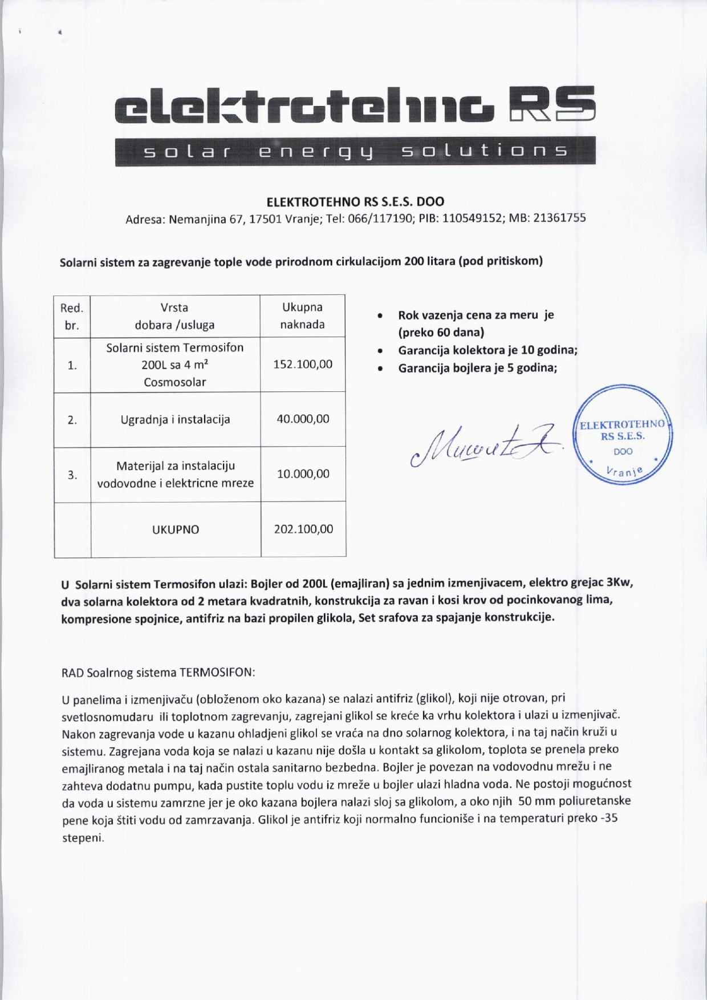 elektrotehno RS
solar energy solutions
ELEKTROTEHNO RS S.E.S. DOO
Adresa: Nemanjina 67, 17501 Vranje; Tel: 066/117190; PIB: 110549152; MB: 21361755
Solarni sistem za zagrevanje tople vode prirodnom cirkulacijom 200 litara (pod pritiskom)
Red. br.
Vrsta dobara /usluga
Ukupna naknada
1.
Solarni sistem Termosifon
200L sa 4 m²
Cosmosolar
152.100,00
2.
Ugradnja i instalacija
40.000,00
3.
Materijal za instalaciju
vodovodne i elektricne mreze
10.000,00
UKUPNO
202.100,00
• Rok vazenja cena za meru je
(preko 60 dana)
• Garancija kolektora je 10 godina;
• Garancija bojlera je 5 godina;
ELEKTROTEHNO
RS S.E.S.
DOO
Vranje
U Solarni sistem Termosifon ulazi: Bojler od 200L (emajliran) sa jednim izmenjivacem, elektro grejac 3Kw,
dva solarna kolektora od 2 metara kvadratnih, konstrukcija za ravan i kosi krov od pocinkovanog lima,
kompresione spojnice, antifriz na bazi propilen glikola, Set srafova za spajanje konstrukcije.
RAD Soalrnog sistema TERMOSIFON:
U panelima i izmenjivaču (obloženom oko kazana) se nalazi antifriz (glikol), koji nije otrovan, pri
svetlosnomudaru ili toplotnom zagrevanju, zagrejani glikol se kreće ka vrhu kolektora i ulazi u izmenjivač.
Nakon zagrevanja vode u kazanu ohladjeni glikol se vraća na dno solarnog kolektora, i na taj način kruži u
sistemu. Zagrejana voda koja se nalazi u kazanu nije došla u kontakt sa glikolom, toplota se prenela preko
emajliranog metala i na taj način ostala sanitarno bezbedna. Bojler je povezan na vodovodnu mrežu i ne
zahteva dodatnu pumpu, kada pustite toplu vodu iz mreže u bojler ulazi hladna voda. Ne postoji mogućnost
da voda u sistemu zamrzne jer je oko kazana bojlera nalazi sloj sa glikolom, a oko njih 50 mm poliuretanske
pene koja štiti vodu od zamrzavanja. Glikol je antifriz koji normalno funcioniše i na temperaturi preko -35
stepeni.